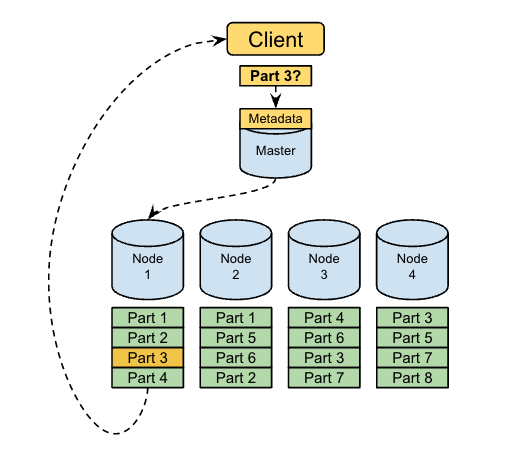 Client
Part 3?
Metadata
Master
Node
1
Node
2
Node
3
Node
4
Part 1
Part 2
Part 3
Part 4
Part 1
Part 5
Part 6
Part 2
Part 4
Part 6
Part 3
Part 7
Part 3
Part 5
Part 7
Part 8